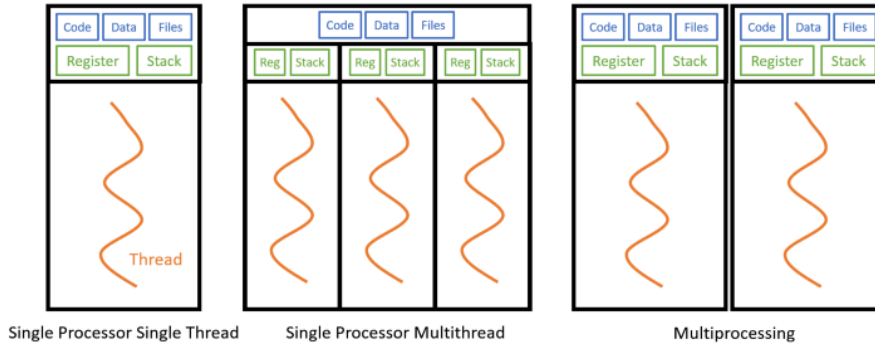 Code Data Files
Register Stack
Thread
Single Processor Single Thread
Code Data Files
Reg Stack Reg Stack Reg Stack
Single Processor Multithread
Code Data Files Code Data Files
Register Stack Register Stack
Multiprocessing